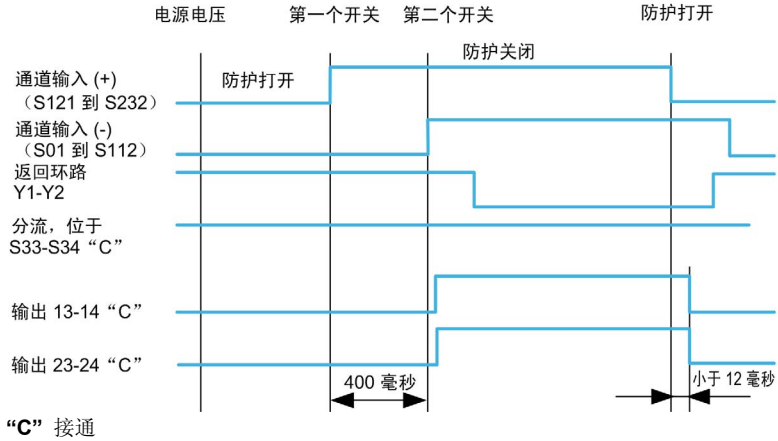 电源电压 第一个开关 第二个开关 防护打开
防护关闭
通道输入 (+) 防护打开
（S121 到 S232）
通道输入 (-)
（S01 到 S112）
返回环路
Y1-Y2
分流，位于
S33-S34 “C”
输出 13-14 “C”
输出 23-24 “C”
400 毫秒 小于 12 毫秒
“C” 接通